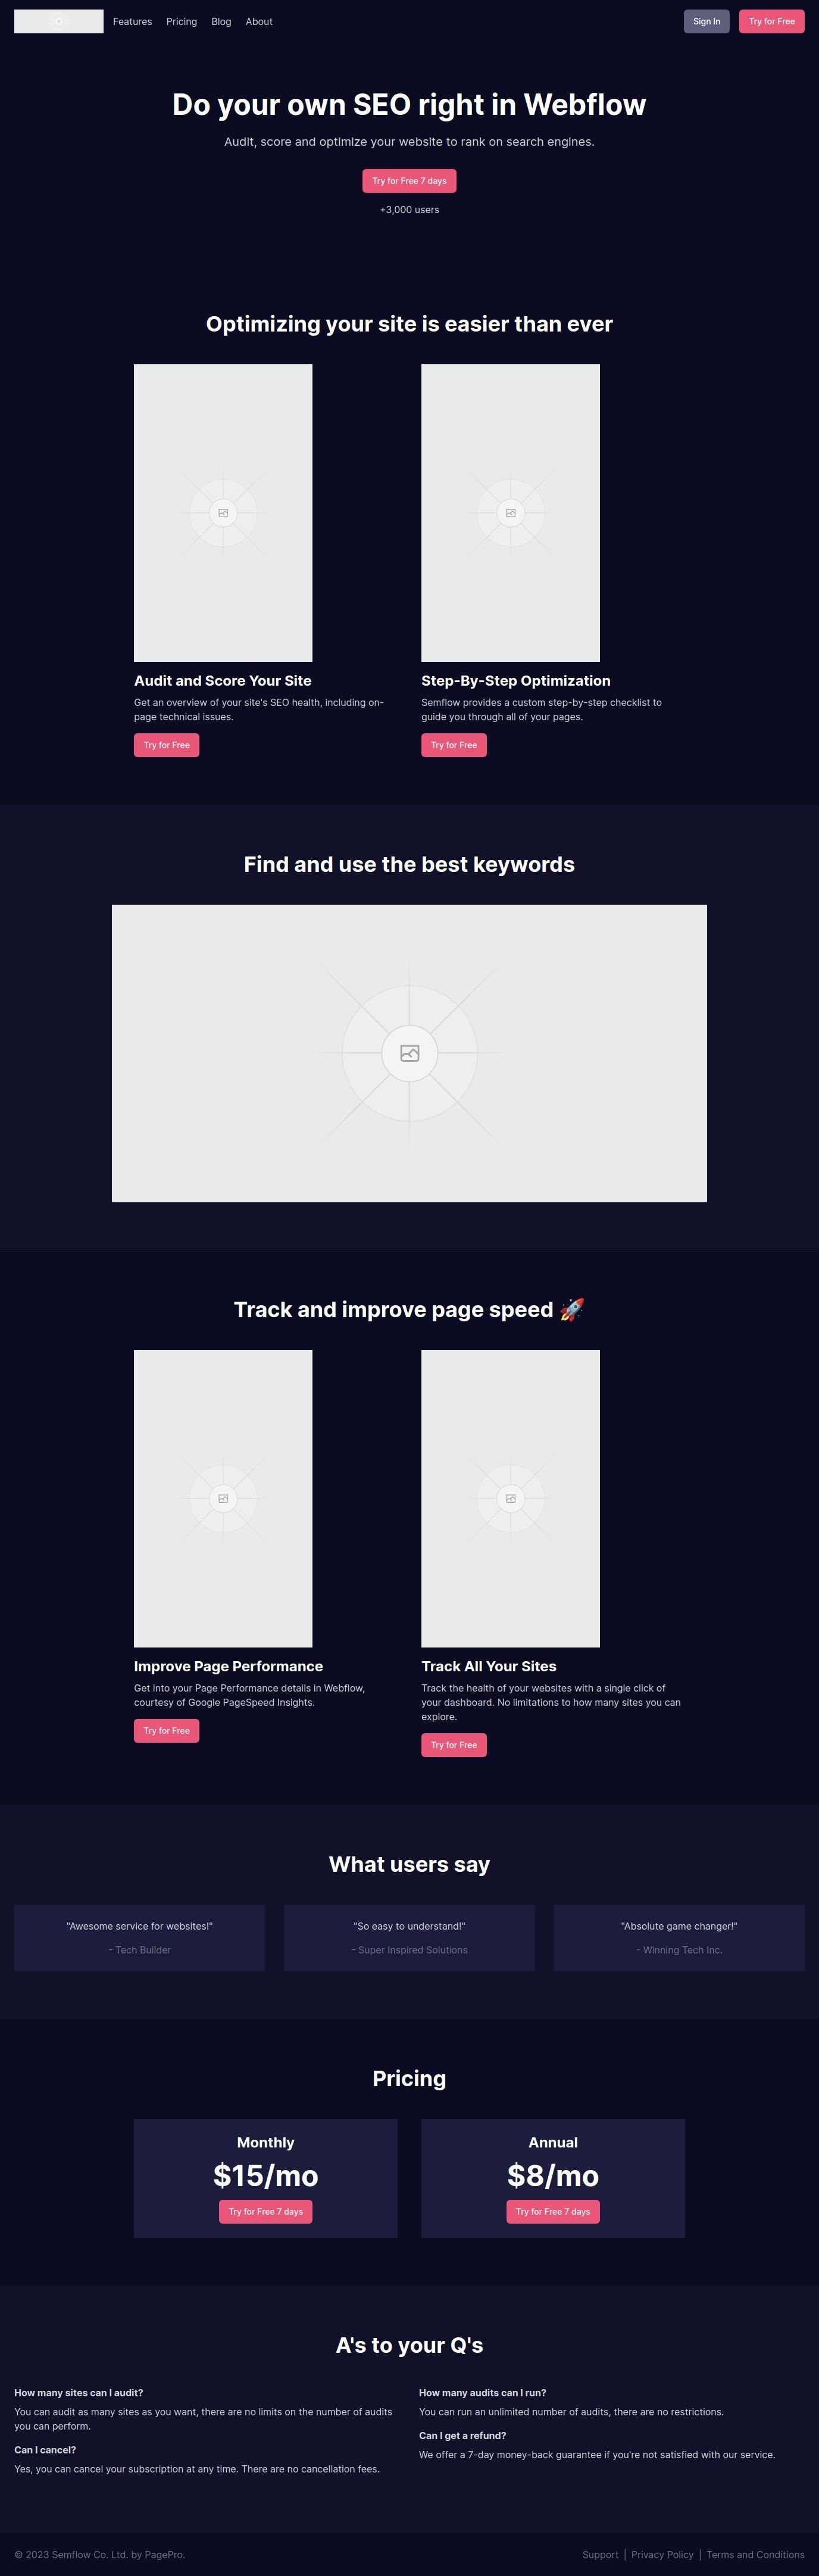 Features Pricing Blog About Sign In Try for Free
Do your own SEO right in Webflow
Audit, score and optimize your website to rank on search engines.
Try for Free 7 days
+3,000 users
Optimizing your site is easier than ever
Audit and Score Your Site
Get an overview of your site's SEO health, including on-
page technical issues.
Try for Free
Step-By-Step Optimization
Semflow provides a custom step-by-step checklist to
guide you through all of your pages.
Try for Free
Find and use the best keywords
Track and improve page speed 🚀
Improve Page Performance
Get into your Page Performance details in Webflow,
courtesy of Google PageSpeed Insights.
Try for Free
Track All Your Sites
Track the health of your websites with a single click of
your dashboard. No limitations to how many sites you can
explore.
Try for Free
What users say
"Awesome service for websites!"
- Tech Builder
"So easy to understand!"
- Super Inspired Solutions
"Absolute game changer!"
- Winning Tech Inc.
Pricing
Monthly
$15/mo
Try for Free 7 days
Annual
$8/mo
Try for Free 7 days
A's to your Q's
How many sites can I audit?
You can audit as many sites as you want, there are no limits on the number of audits
you can perform.
Can I cancel?
Yes, you can cancel your subscription at any time. There are no cancellation fees.
How many audits can I run?
You can run an unlimited number of audits, there are no restrictions.
Can I get a refund?
We offer a 7-day money-back guarantee if you're not satisfied with our service.
© 2023 Semflow Co. Ltd. by PagePro.
Support | Privacy Policy | Terms and Conditions